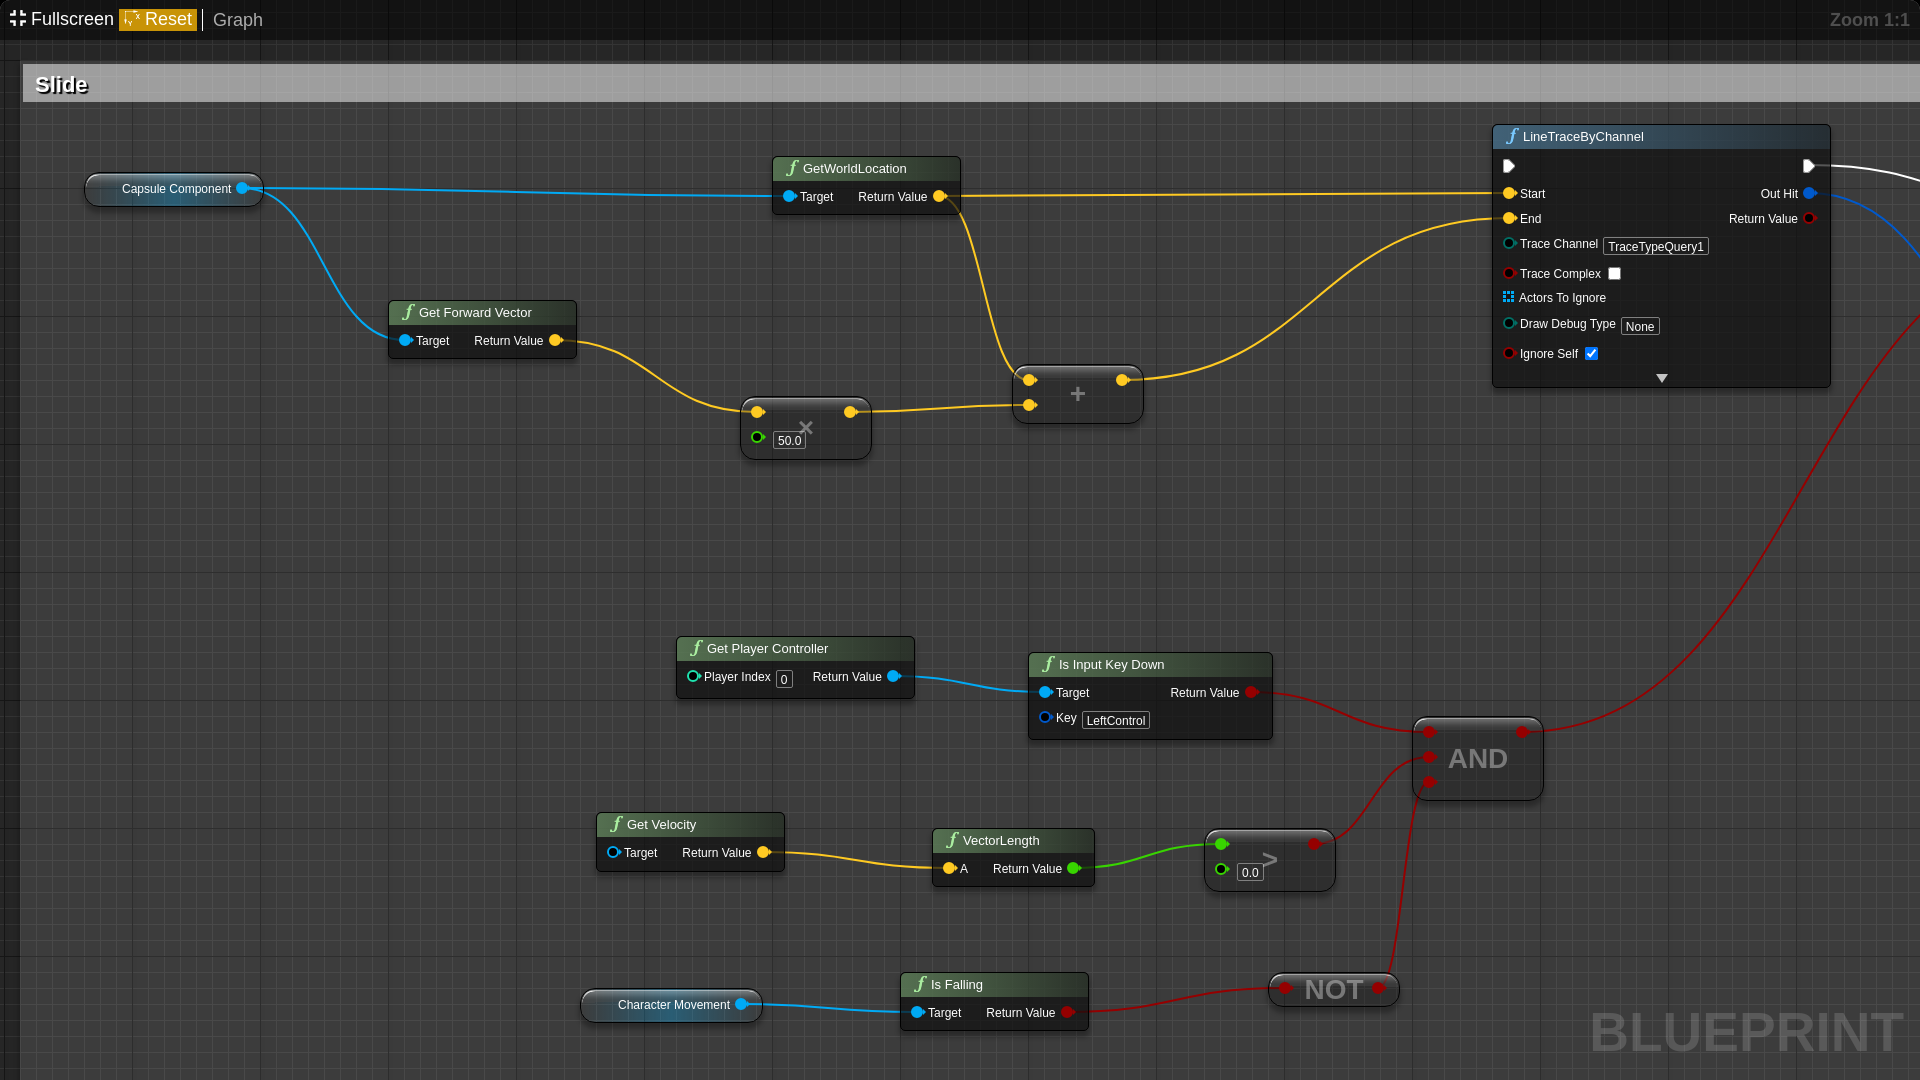 Fullscreen Reset Graph Zoom 1:1
Slide
LineTraceByChannel
GetWorldLocation
Capsule Component
Target Return Value
Start Out Hit
End Return Value
Trace Channel TraceTypeQuery1
Trace Complex
Actors To Ignore
Draw Debug Type None
Ignore Self
Get Forward Vector
Target Return Value
+
×
50.0
Get Player Controller
Player Index 0 Return Value
Is Input Key Down
Target Return Value
Key LeftControl
AND
Get Velocity
Target Return Value
VectorLength
A Return Value
>
0.0
Is Falling
Character Movement
Target Return Value
NOT
BLUEPRINT